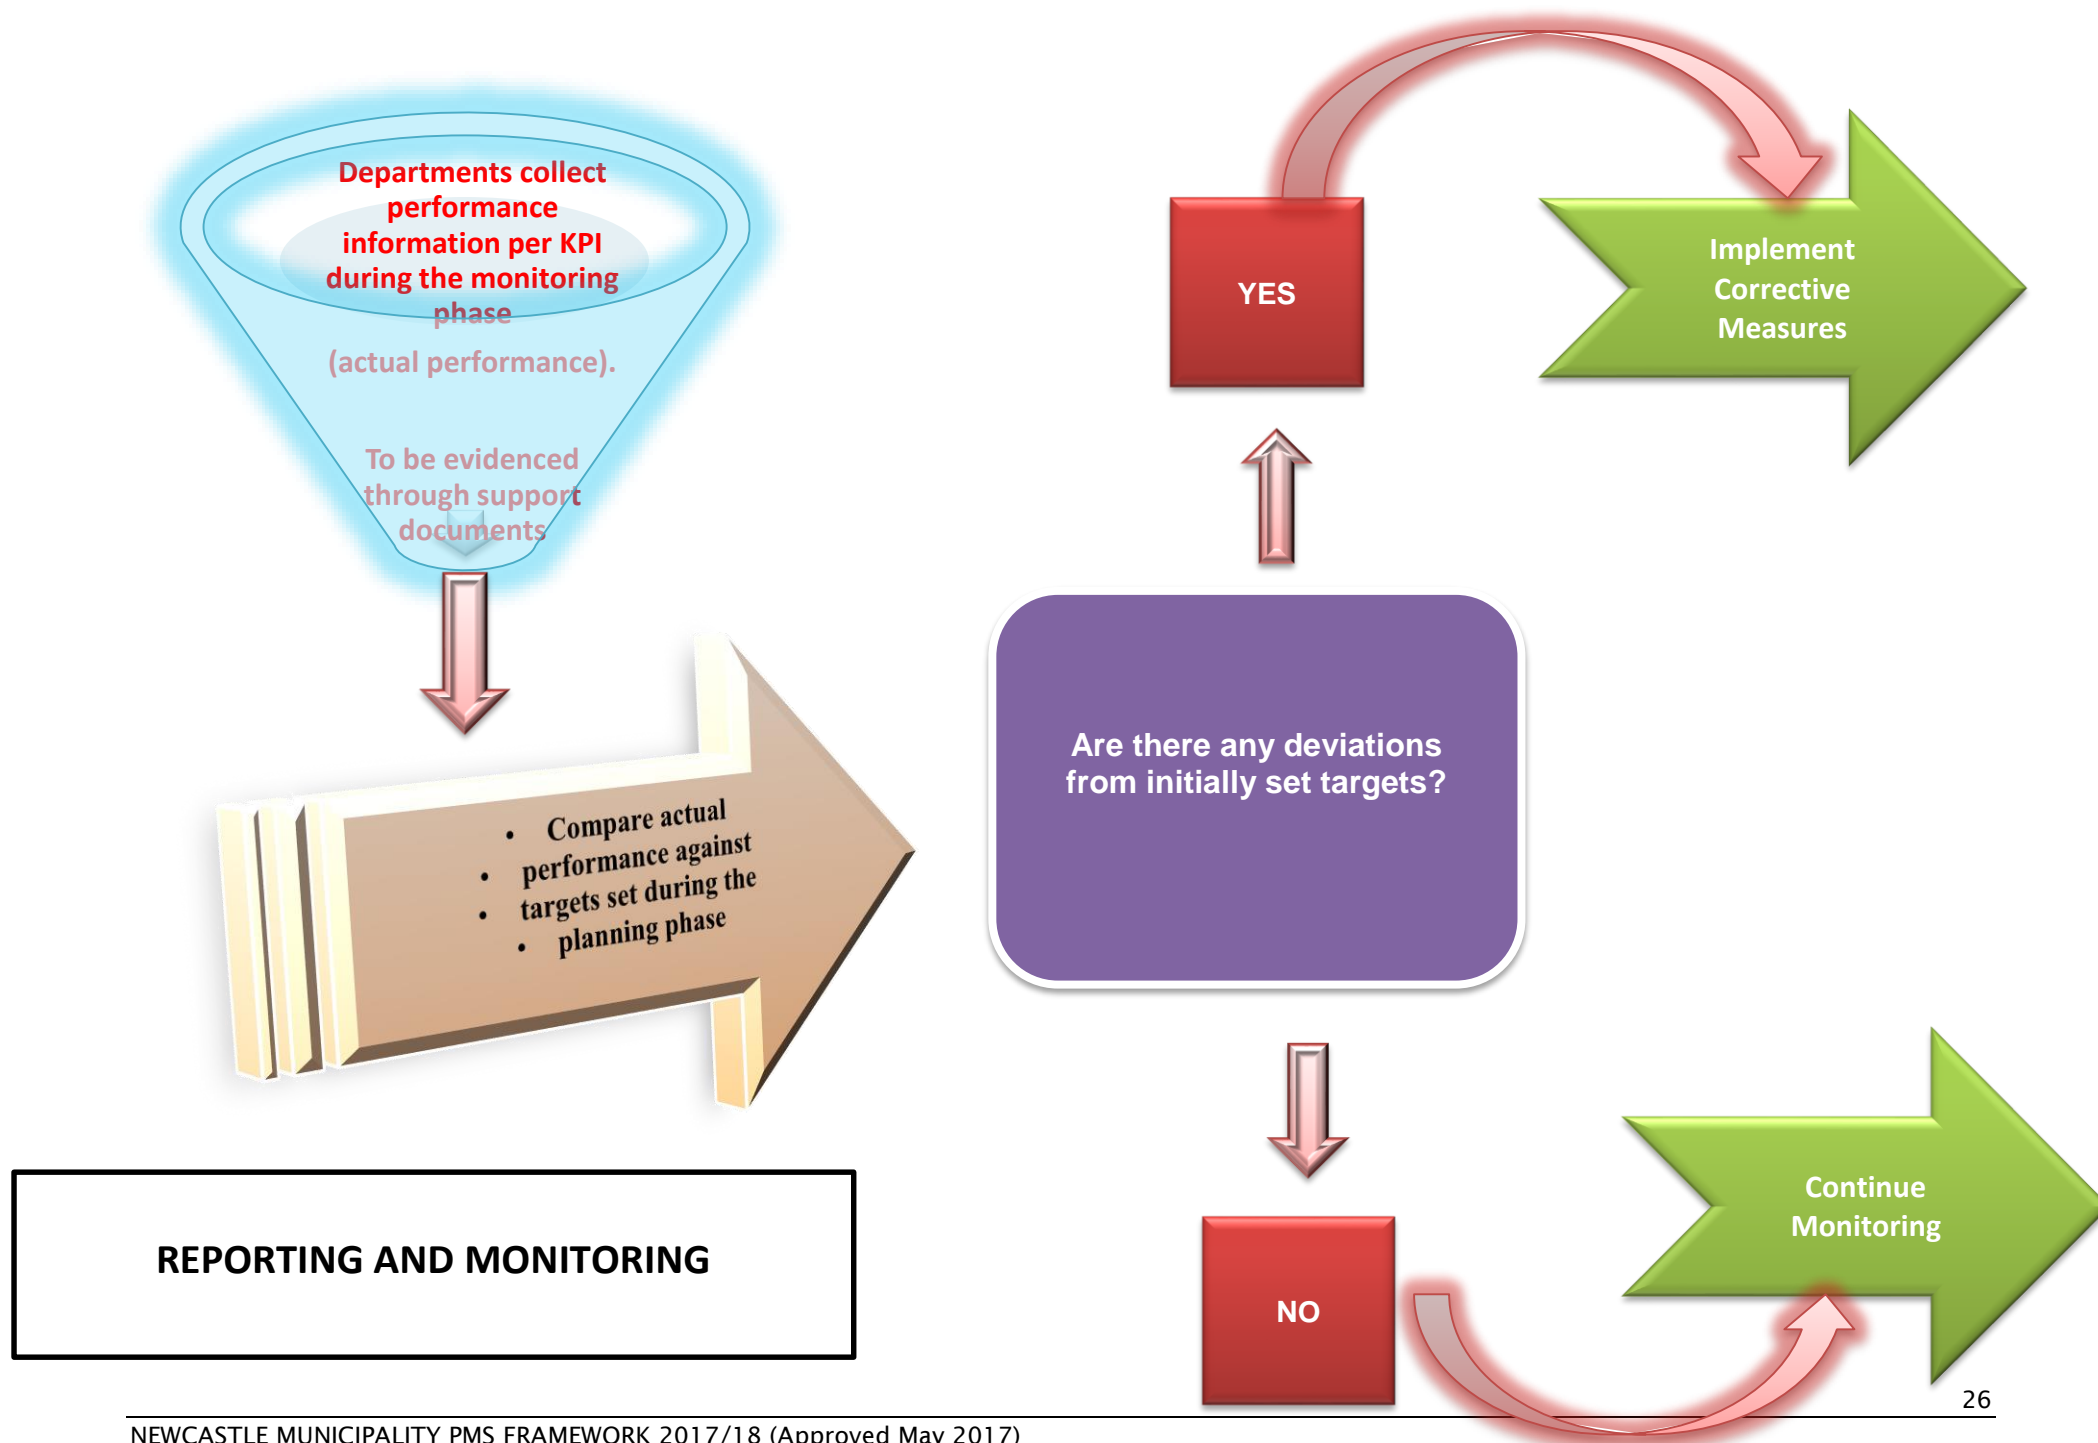 Departments collect
performance
information per KPI
during the monitoring
phase
(actual performance).
To be evidenced
through support
documents
• Compare actual
• performance against
• targets set during the
• planning phase
REPORTING AND MONITORING
YES
Implement
Corrective
Measures
Are there any deviations
from initially set targets?
NO
Continue
Monitoring
26
NEWCASTLE MUNICIPALITY PMS FRAMEWORK 2017/18 (Approved May 2017)